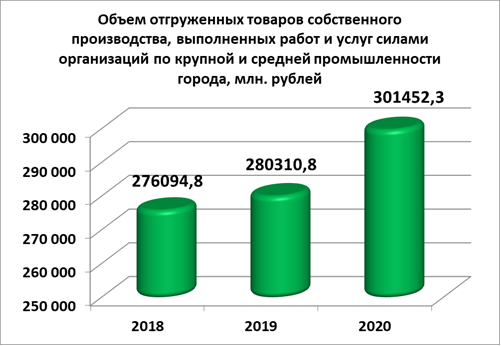 Объем отгруженных товаров собственного
производства, выполненных работ и услуг силами
организаций по крупной и средней промышленности
города, млн. рублей
301452,3
280310,8
276094,8
300 000
290 000
280 000
270 000
260 000
250 000
2018 2019 2020